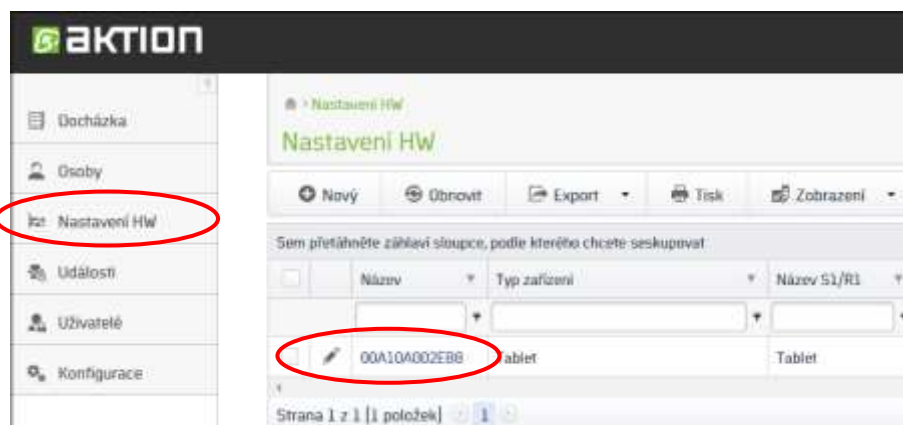 aktion
Docházka
Osoby
Nastavení HW
Události
Uživatelé
Konfigurace
› Nastavení HW
Nastavení HW
Nový Obnovit Export Tisk Zobrazení
Sem přetáhněte záhlaví sloupce, podle kterého chcete seskupovat
Název Typ zařízení Název S1/R1
00A10A002EB8 Tablet Tablet
Strana 1 z 1 [1 položek] 1